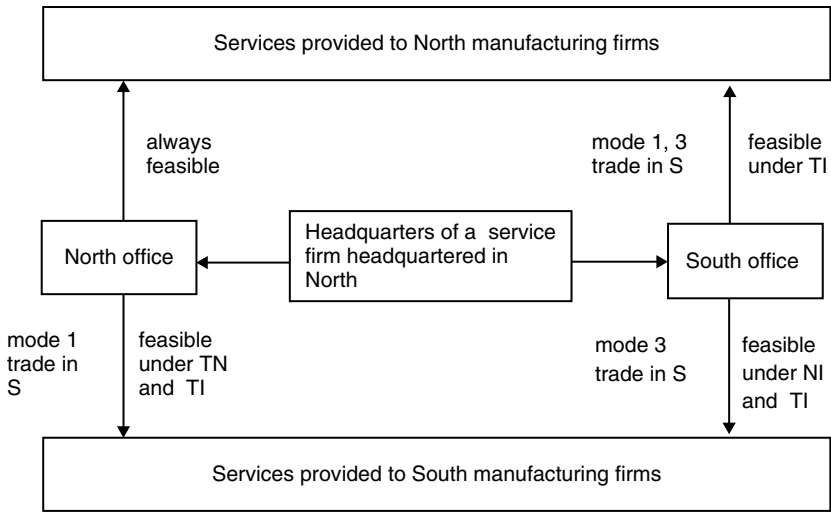 Services provided to North manufacturing firms
always
feasible
mode 1, 3
trade in S
feasible
under TI
North office
Headquarters of a service
firm headquartered in
North
South office
mode 1
trade in
S
feasible
under TN
and TI
mode 3
trade in S
feasible
under NI
and TI
Services provided to South manufacturing firms